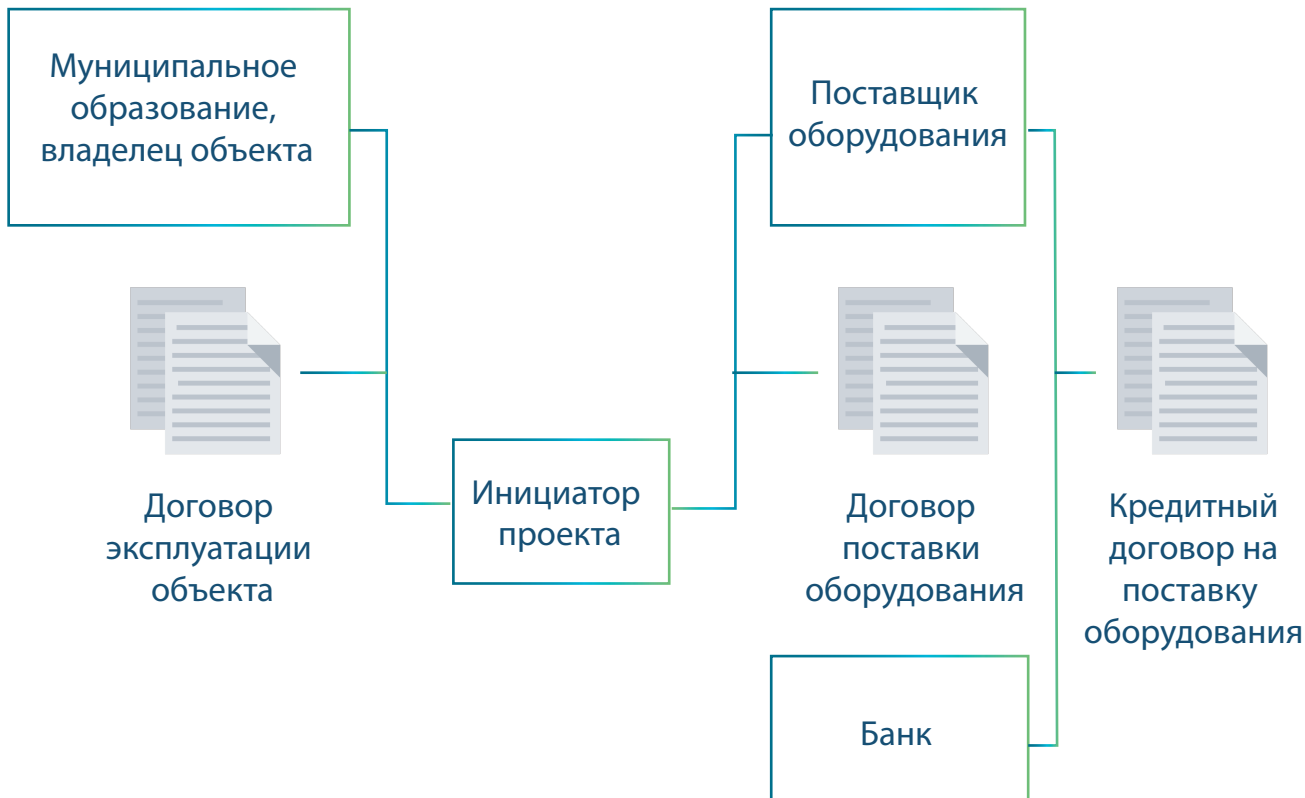 Муниципальное
образование,
владелец объекта
Поставщик
оборудования
Договор
эксплуатации
объекта
Инициатор
проекта
Договор
поставки
оборудования
Кредитный
договор на
поставку
оборудования
Банк